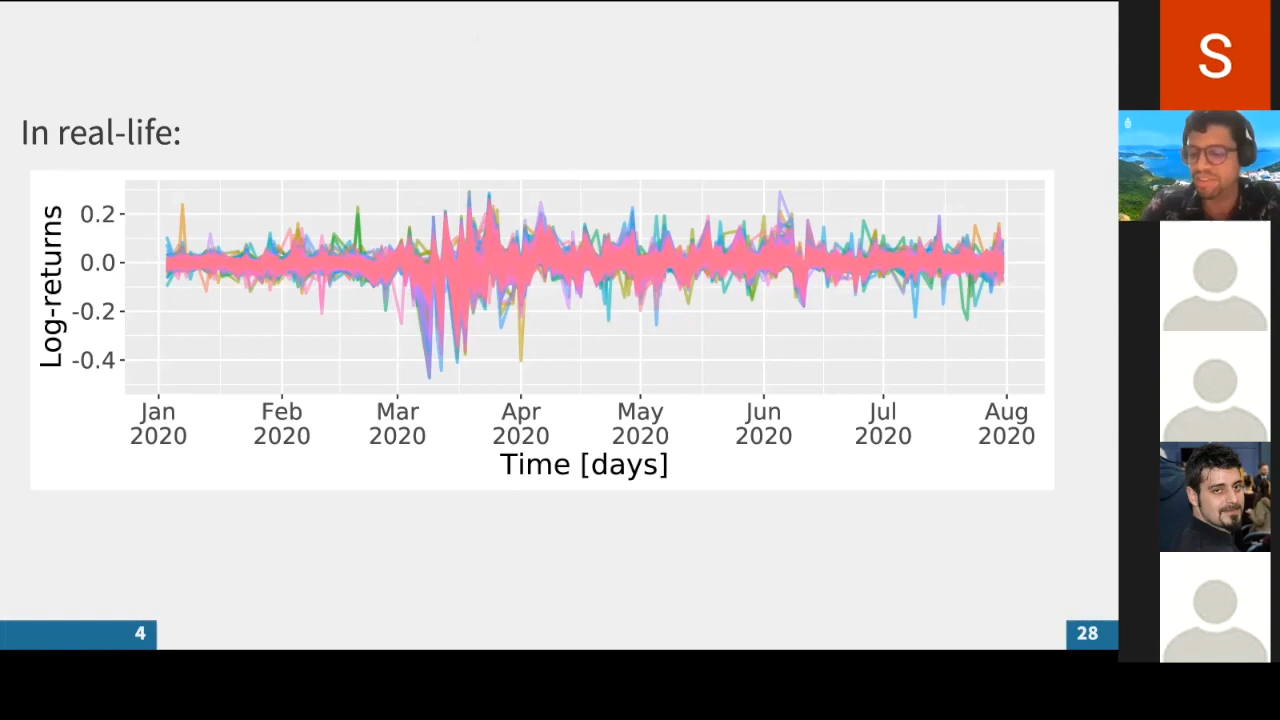 S
In real-life:
Log-returns
0.2
0.0
-0.2
-0.4
Jan Feb Mar Apr May Jun Jul Aug
2020 2020 2020 2020 2020 2020 2020 2020
Time [days]
4
28